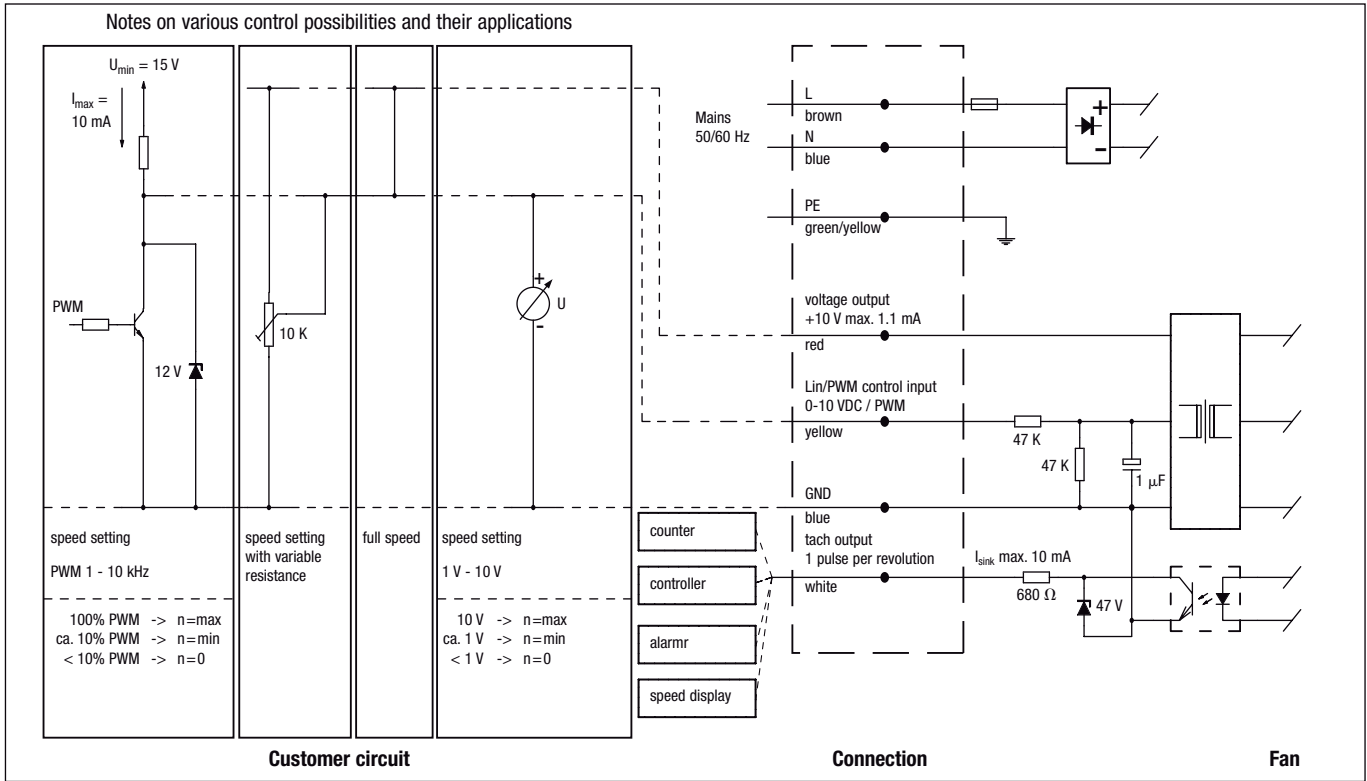 Notes on various control possibilities and their applications
Umin = 15 V
Imax =
10 mA
PWM
12 V
10 K
+
U
-
speed setting
PWM 1 - 10 kHz
100% PWM -> n=max
ca. 10% PWM -> n=min
< 10% PWM -> n=0
speed setting
with variable
resistance
full speed
speed setting
1 V - 10 V
10 V -> n=max
ca. 1 V -> n=min
< 1 V -> n=0
counter
controller
alarmr
speed display
Mains
50/60 Hz
L
brown
N
blue
+
-
PE
green/yellow
voltage output
+10 V max. 1.1 mA
red
Lin/PWM control input
0-10 VDC / PWM
yellow
47 K
47 K
1 μF
GND
blue
tach output
1 pulse per revolution
white
Isink max. 10 mA
680 Ω
47 V
Customer circuit
Connection
Fan